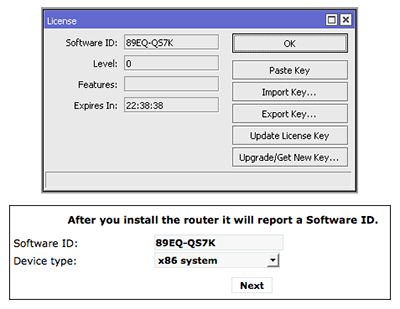 License
Software ID: 89EQ-QS7K OK
Level: 0
Features: Paste Key
Expires In: 22:38:38 Import Key...
Export Key...
Update License Key
Upgrade/Get New Key...
After you install the router it will report a Software ID.
Software ID: 89EQ-QS7K
Device type: x86 system
Next